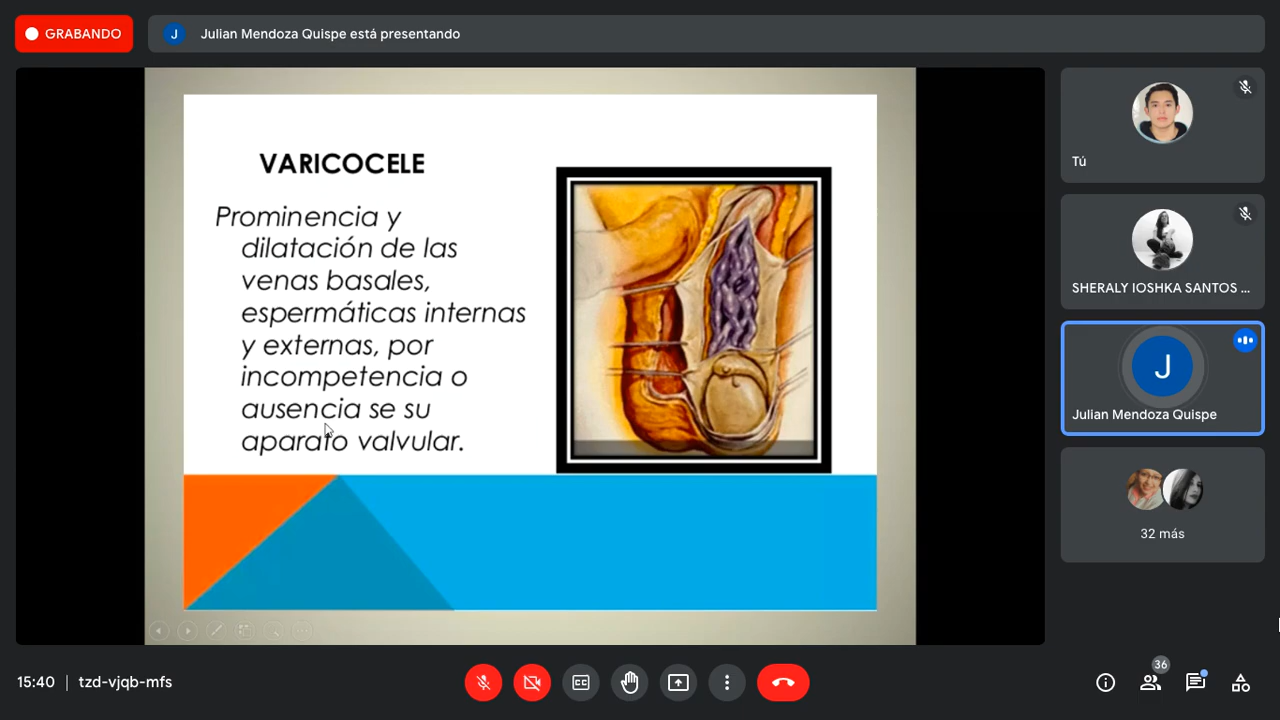 GRABANDO
J
Julian Mendoza Quispe está presentando
VARICOCELE
Prominencia y
dilatación de las
venas basales,
espermáticas internas
y externas, por
incompetencia o
ausencia se su
aparato valvular.
Tú
SHERALY IOSHKA SANTOS ...
J
Julian Mendoza Quispe
32 más
15:40 | tzd-vjqb-mfs
CC
36